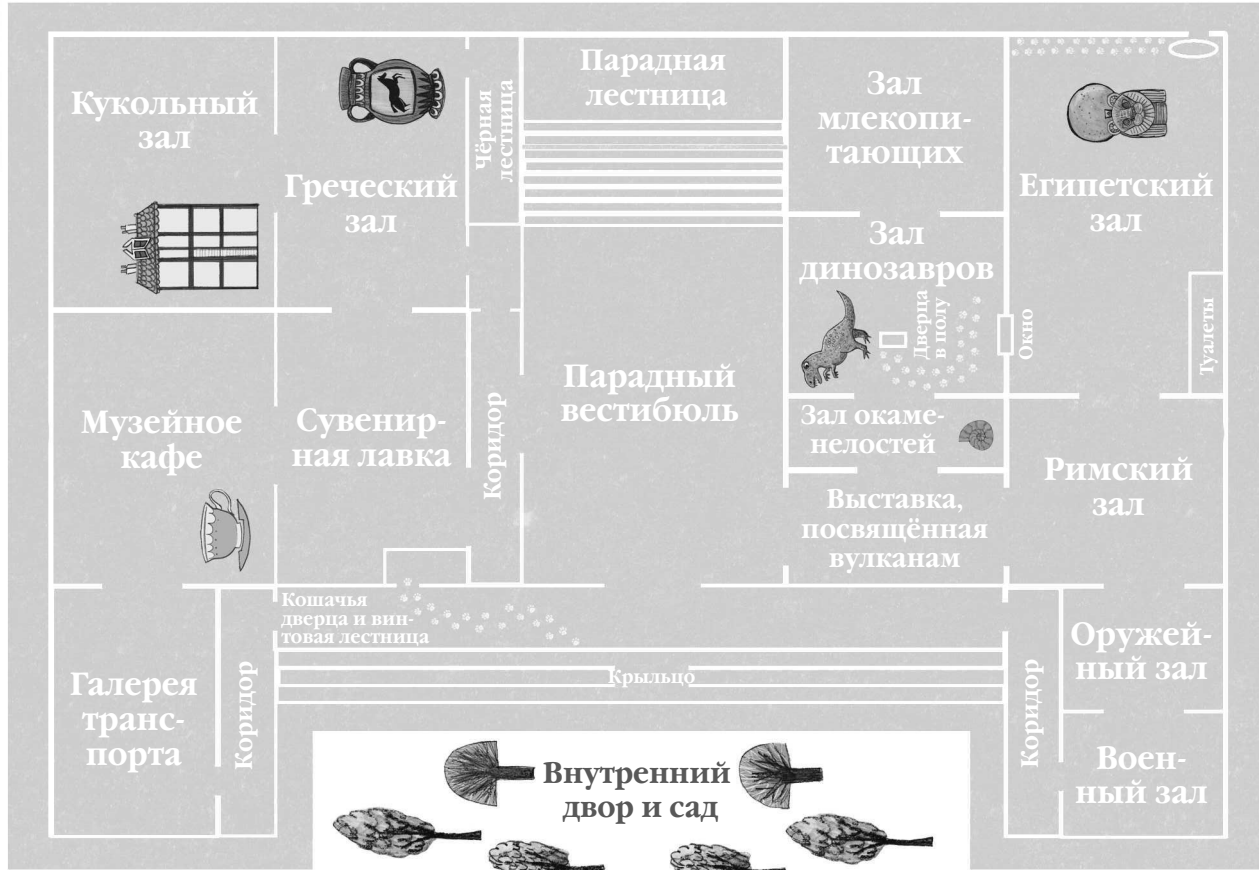 Кукольный
зал
Греческий
зал
Чёрная
лестница
Парадная
лестница
Зал
млекопи-
тающих
Египетский
зал
Зал
динозавров
Дверца
в полу
Окно
Туалеты
Музейное
кафе
Сувенир-
ная лавка
Коридор
Парадный
вестибюль
Зал окаме-
нелостей
Римский
зал
Выставка,
посвящённая
вулканам
Кошачья
дверца и вин-
товая лестница
Галерея
транс-
порта
Коридор
Крыльцо
Коридор
Оружей-
ный зал
Воен-
ный зал
Внутренний
двор и сад